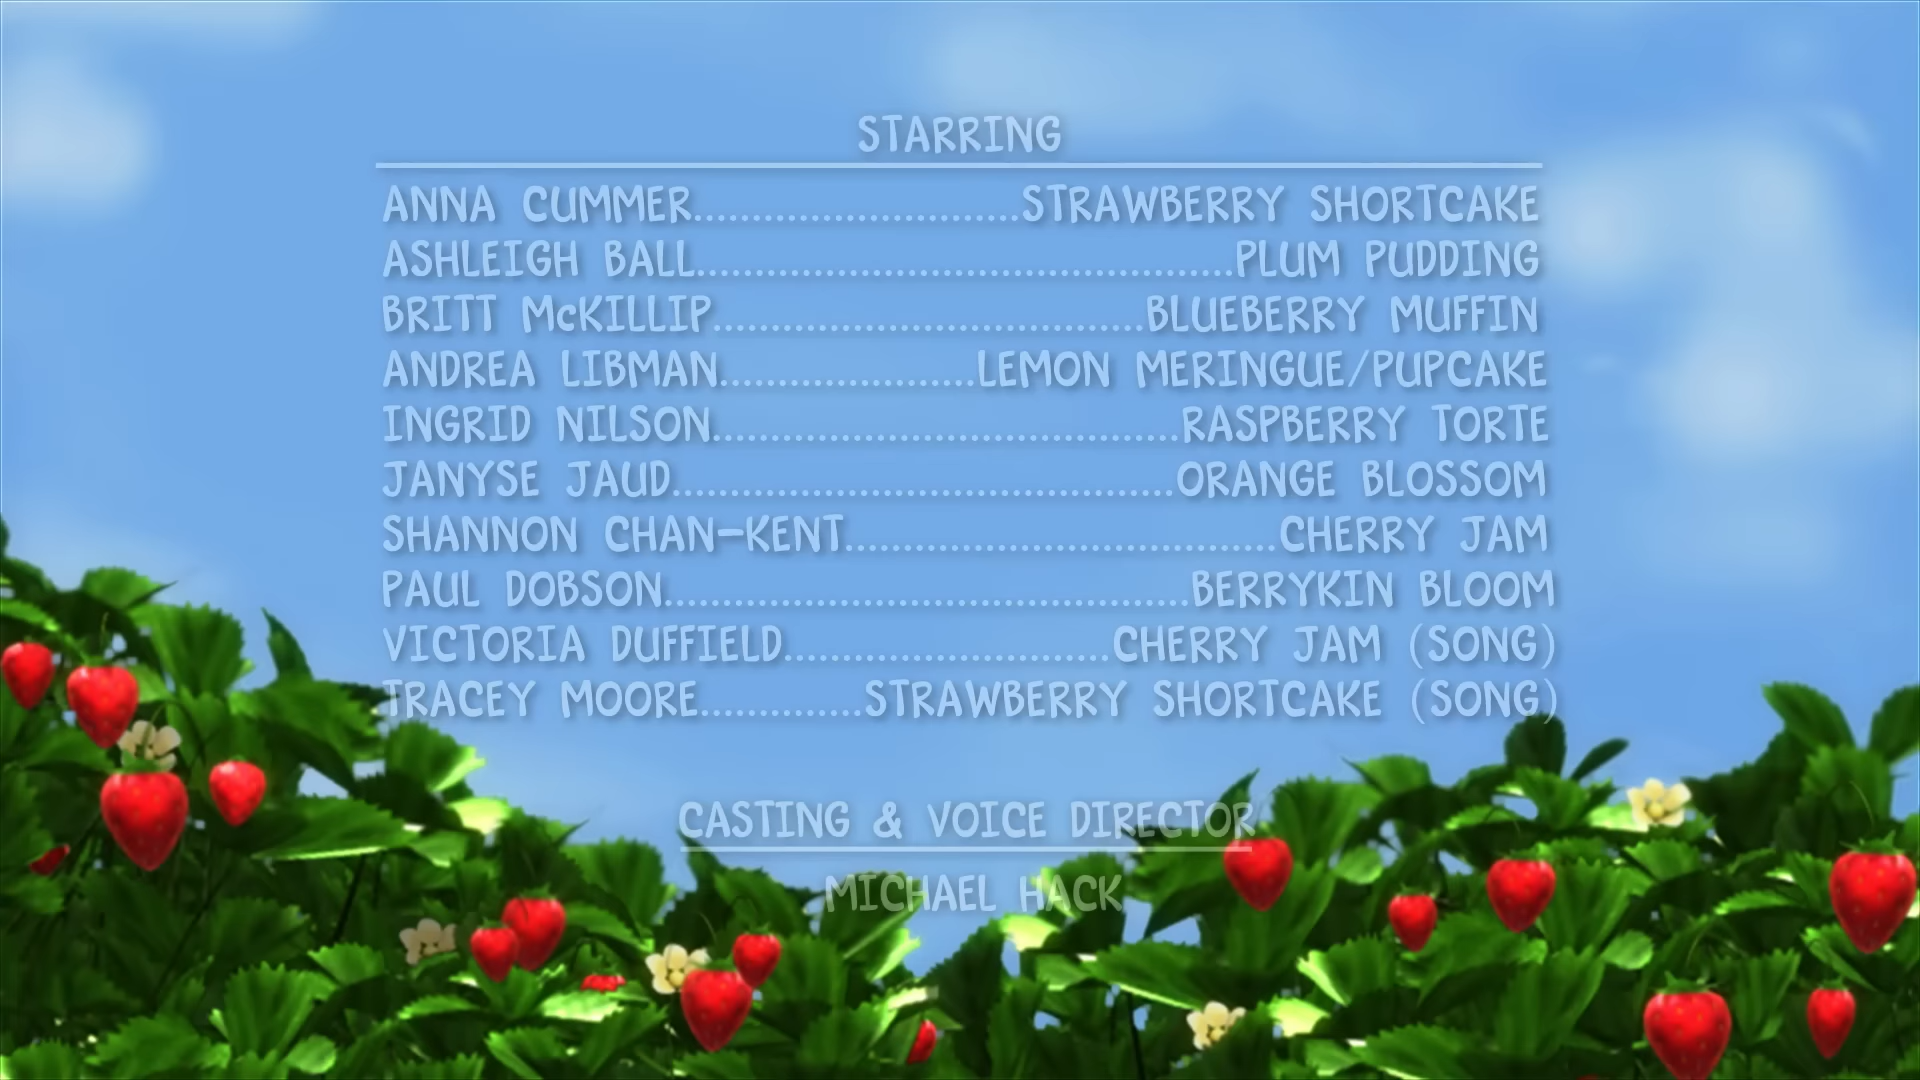 STARRING
ANNA CUMMER............................STRAWBERRY SHORTCAKE
ASHLEIGH BALL..............................................PLUM PUDDING
BRITT McKILLIP.....................................BLUEBERRY MUFFIN
ANDREA LIBMAN......................LEMON MERINGUE/PUPCAKE
INGRID NILSON........................................RASPBERRY TORTE
JANYSE JAUD...........................................ORANGE BLOSSOM
SHANNON CHAN-KENT.....................................CHERRY JAM
PAUL DOBSON.............................................BERRYKIN BLOOM
VICTORIA DUFFIELD............................CHERRY JAM (SONG)
TRACEY MOORE..............STRAWBERRY SHORTCAKE (SONG)
CASTING & VOICE DIRECTOR
MICHAEL HACK